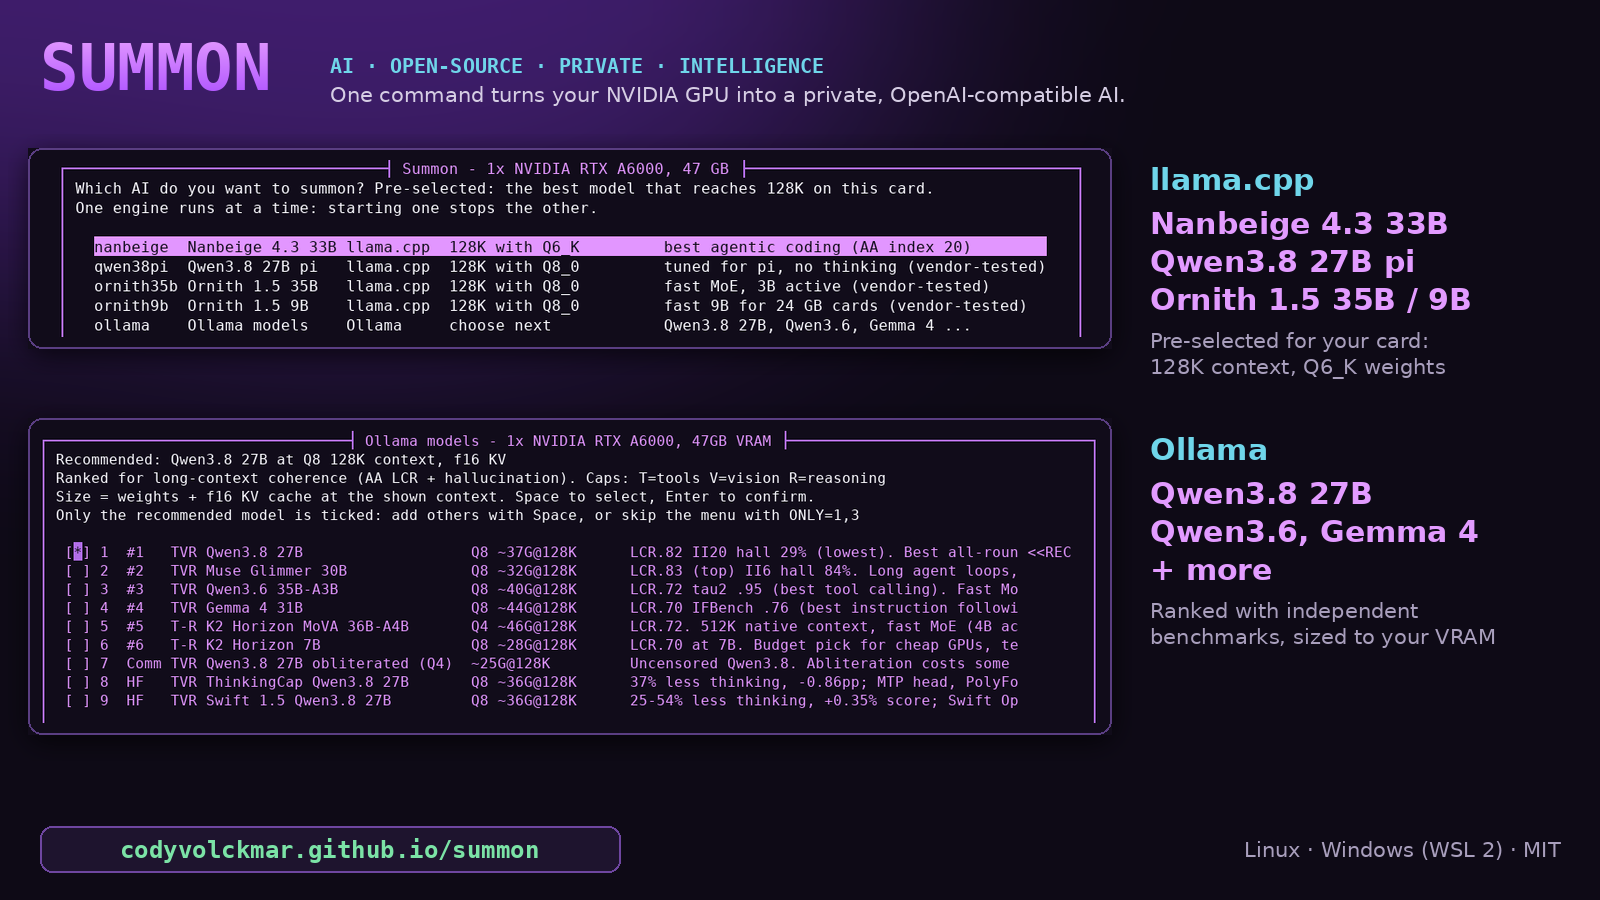 SUMMON
AI · OPEN-SOURCE · PRIVATE · INTELLIGENCE
One command turns your NVIDIA GPU into a private, OpenAI-compatible AI.
Summon - 1x NVIDIA RTX A6000, 47 GB
Which AI do you want to summon? Pre-selected: the best model that reaches 128K on this card.
One engine runs at a time: starting one stops the other.
nanbeige Nanbeige 4.3 33B llama.cpp 128K with Q6_K best agentic coding (AA index 20)
qwen38pi Qwen3.8 27B pi llama.cpp 128K with Q8_0 tuned for pi, no thinking (vendor-tested)
ornith35b Ornith 1.5 35B llama.cpp 128K with Q8_0 fast MoE, 3B active (vendor-tested)
ornith9b Ornith 1.5 9B llama.cpp 128K with Q8_0 fast 9B for 24 GB cards (vendor-tested)
ollama Ollama models Ollama choose next Qwen3.8 27B, Qwen3.6, Gemma 4 ...
llama.cpp
Nanbeige 4.3 33B
Qwen3.8 27B pi
Ornith 1.5 35B / 9B
Pre-selected for your card:
128K context, Q6_K weights
Ollama models - 1x NVIDIA RTX A6000, 47GB VRAM
Recommended: Qwen3.8 27B at Q8 128K context, f16 KV
Ranked for long-context coherence (AA LCR + hallucination). Caps: T=tools V=vision R=reasoning
Size = weights + f16 KV cache at the shown context. Space to select, Enter to confirm.
Only the recommended model is ticked: add others with Space, or skip the menu with ONLY=1,3
[*] 1 #1 TVR Qwen3.8 27B Q8 ~37G@128K LCR.82 II20 hall 29% (lowest). Best all-roun <<REC
[ ] 2 #2 TVR Muse Glimmer 30B Q8 ~32G@128K LCR.83 (top) II6 hall 84%. Long agent loops,
[ ] 3 #3 TVR Qwen3.6 35B-A3B Q8 ~40G@128K LCR.72 tau2 .95 (best tool calling). Fast Mo
[ ] 4 #4 TVR Gemma 4 31B Q8 ~44G@128K LCR.70 IFBench .76 (best instruction followi
[ ] 5 #5 T-R K2 Horizon MoVA 36B-A4B Q4 ~46G@128K LCR.72. 512K native context, fast MoE (4B ac
[ ] 6 #6 T-R K2 Horizon 7B Q8 ~28G@128K LCR.70 at 7B. Budget pick for cheap GPUs, te
[ ] 7 Comm TVR Qwen3.8 27B obliterated (Q4) ~25G@128K Uncensored Qwen3.8. Abliteration costs some
[ ] 8 HF TVR ThinkingCap Qwen3.8 27B Q8 ~36G@128K 37% less thinking, -0.86pp; MTP head, PolyFo
[ ] 9 HF TVR Swift 1.5 Qwen3.8 27B Q8 ~36G@128K 25-54% less thinking, +0.35% score; Swift Op
Ollama
Qwen3.8 27B
Qwen3.6, Gemma 4
+ more
Ranked with independent
benchmarks, sized to your VRAM
codyvolckmar.github.io/summon
Linux · Windows (WSL 2) · MIT